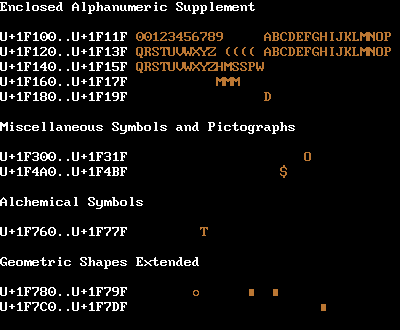 Enclosed Alphanumeric Supplement
U+1F100..U+1F11F 00123456789 ABCDEFGHIJKLMNOP
U+1F120..U+1F13F QRSTUVWXYZ (((( ABCDEFGHIJKLMNOP
U+1F140..U+1F15F QRSTUVWXYZHMSSPW
U+1F160..U+1F17F MMM
U+1F180..U+1F19F D
Miscellaneous Symbols and Pictographs
U+1F300..U+1F31F O
U+1F4A0..U+1F4BF $
Alchemical Symbols
U+1F760..U+1F77F T
Geometric Shapes Extended
U+1F780..U+1F79F ∘ ▪ ▪
U+1F7C0..U+1F7DF ▪